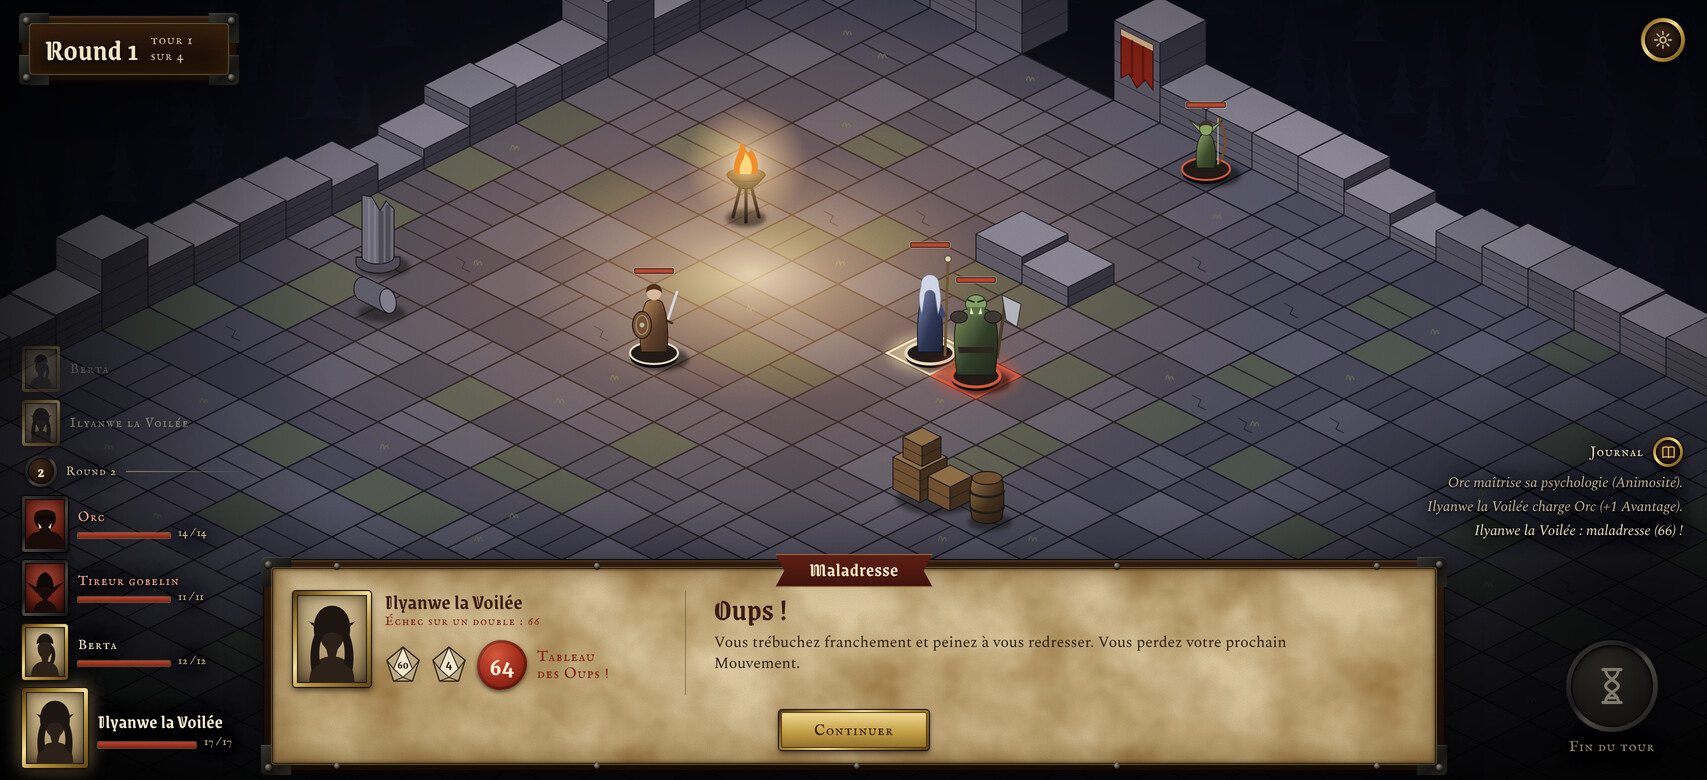 Round 1
TOUR 1
SUR 4
BERTA
ILYANWE LA VOILÉE
2
ROUND 2
ORC
14/14
TIREUR GOBELIN
11/11
BERTA
12/12
Ilyanwe la Voilée
17/17
JOURNAL
Orc maîtrise sa psychologie (Animosité).
Ilyanwe la Voilée charge Orc (+1 Avantage).
Ilyanwe la Voilée : maladresse (66) !
Maladresse
Ilyanwe la Voilée
ÉCHEC SUR UN DOUBLE : 66
60
4
64
TABLEAU
DES OUPS !
Oups !
Vous trébuchez franchement et peinez à vous redresser. Vous perdez votre prochain
Mouvement.
CONTINUER
FIN DU TOUR